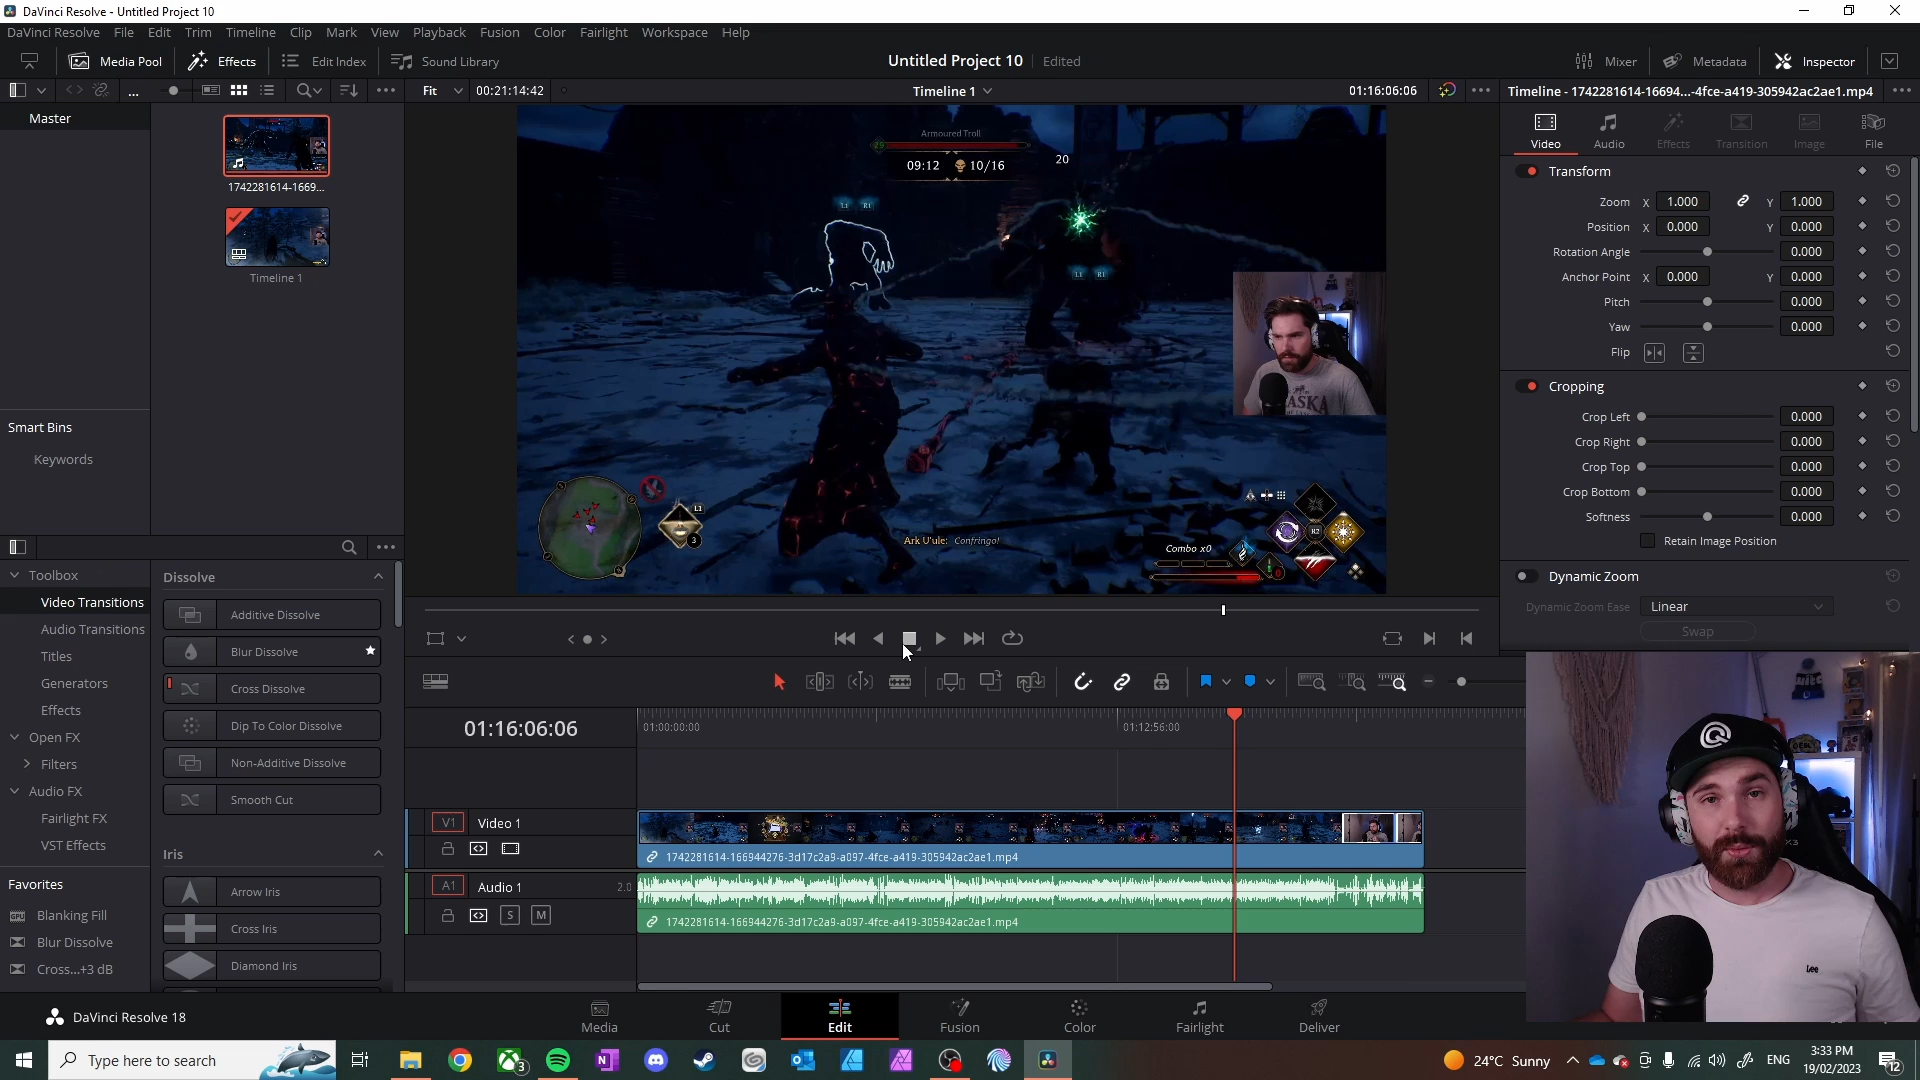 DaVinci Resolve - Untitled Project 10
DaVinci Resolve File Edit Trim Timeline Clip Mark View Playback Fusion Color Fairlight Workspace Help
Media Pool Effects Edit Index Sound Library Untitled Project 10 Edited Mixer Metadata Inspector
Fit 00:21:14:42 Timeline 1 01:16:06:06 Timeline - 1742281614-16694...-4fce-a419-305942ac2ae1.mp4
Master
1742281614-1669...
Timeline 1
Smart Bins
Keywords
Armoured Troll
09:12 10/16 20
L1 R1
L1 R1
L1
3
Ark U'ule: Confringo!
Combo x0
R2
0
Video Audio Effects Transition Image File
Transform
Zoom X 1.000 Y 1.000
Position X 0.000 Y 0.000
Rotation Angle 0.000
Anchor Point X 0.000 Y 0.000
Pitch 0.000
Yaw 0.000
Flip
Cropping
Crop Left 0.000
Crop Right 0.000
Crop Top 0.000
Crop Bottom 0.000
Softness 0.000
Retain Image Position
Dynamic Zoom
Dynamic Zoom Ease Linear
Swap
Toolbox
Video Transitions
Audio Transitions
Titles
Generators
Effects
Open FX
Filters
Audio FX
Fairlight FX
VST Effects
Favorites
Blanking Fill
Blur Dissolve
Cross...+3 dB
Dissolve
Additive Dissolve
Blur Dissolve
Cross Dissolve
Dip To Color Dissolve
Non-Additive Dissolve
Smooth Cut
Iris
Arrow Iris
Cross Iris
Diamond Iris
01:16:06:06
01:00:00:00 01:12:56:00
V1 Video 1
1742281614-166944276-3d17c2a9-a097-4fce-a419-305942ac2ae1.mp4
A1 Audio 1 2.0
S M
1742281614-166944276-3d17c2a9-a097-4fce-a419-305942ac2ae1.mp4
Lee
DaVinci Resolve 18
Media Cut Edit Fusion Color Fairlight Deliver
Type here to search
3
24°C Sunny
ENG
3:33 PM
19/02/2023
12